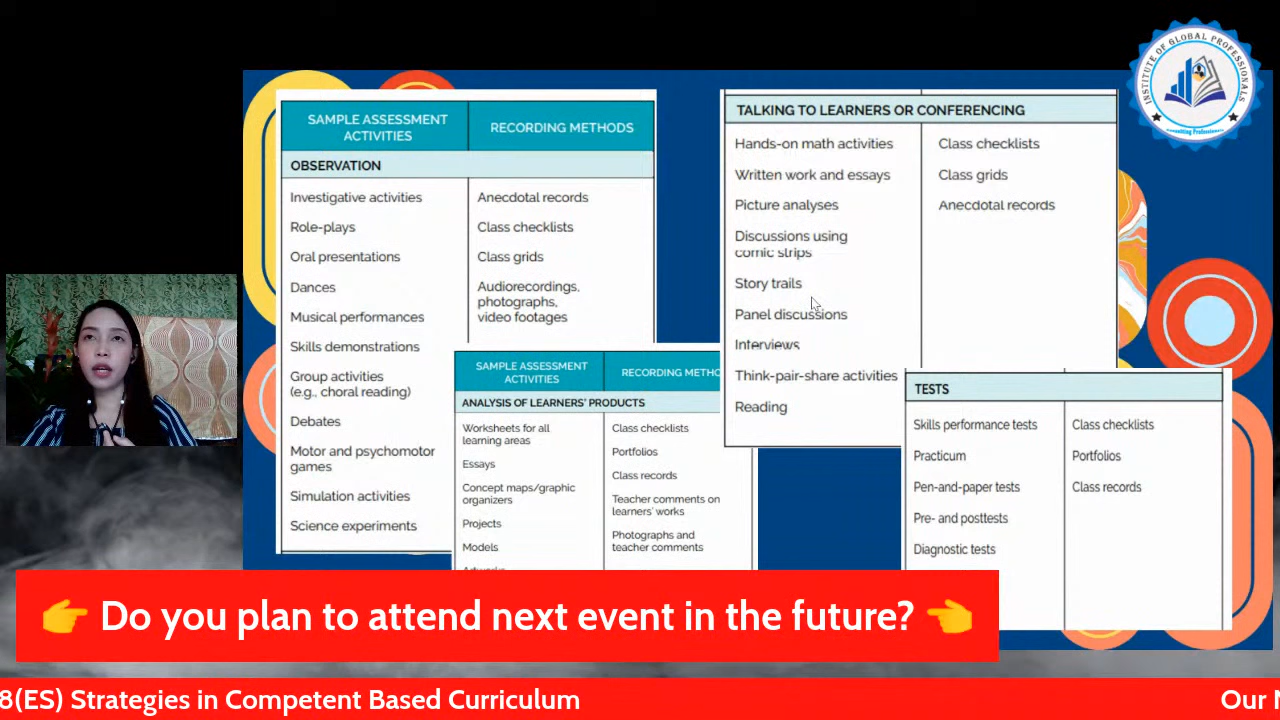 SAMPLE ASSESSMENT
ACTIVITIES
RECORDING METHODS
OBSERVATION
Investigative activities
Role-plays
Oral presentations
Dances
Musical performances
Skills demonstrations
Group activities
(e.g., choral reading)
Debates
Motor and psychomotor
games
Simulation activities
Science experiments
Anecdotal records
Class checklists
Class grids
Audiorecordings,
photographs,
video footages
SAMPLE ASSESSMENT
ACTIVITIES
RECORDING METHO
ANALYSIS OF LEARNERS' PRODUCTS
Worksheets for all
learning areas
Essays
Concept maps/graphic
organizers
Projects
Models
Class checklists
Portfolios
Class records
Teacher comments on
learners' works
Photographs and
teacher comments
TALKING TO LEARNERS OR CONFERENCING
Hands-on math activities
Written work and essays
Picture analyses
Discussions using
comic strips
Story trails
Panel discussions
Interviews
Think-pair-share activities
Reading
Class checklists
Class grids
Anecdotal records
TESTS
Skills performance tests
Practicum
Pen-and-paper tests
Pre- and posttests
Diagnostic tests
Class checklists
Portfolios
Class records
INSTITUTE OF GLOBAL PROFESSIONALS
Consulting Professionals
👉 Do you plan to attend next event in the future? 👈
8(ES) Strategies in Competent Based Curriculum
Our